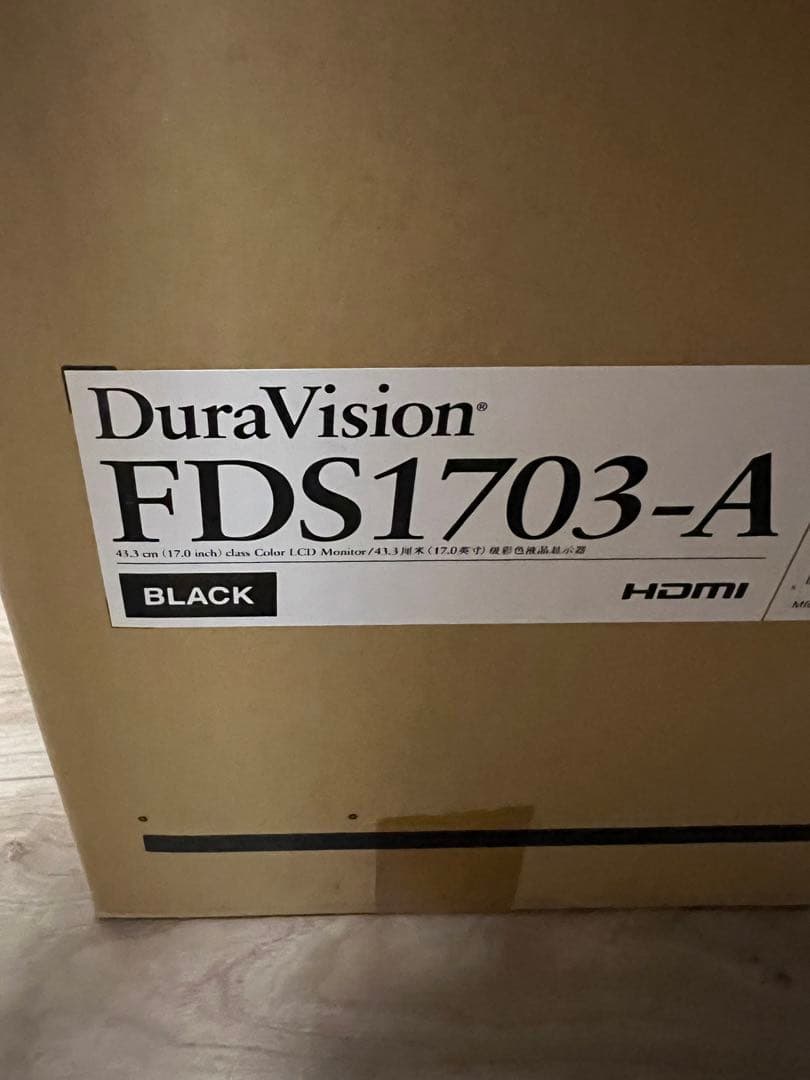 DuraVision®
FDS1703-A
43.3 cm (17.0 inch) class Color LCD Monitor/43.3厘米(17.0英寸)级彩色液晶显示器
BLACK
HDMI